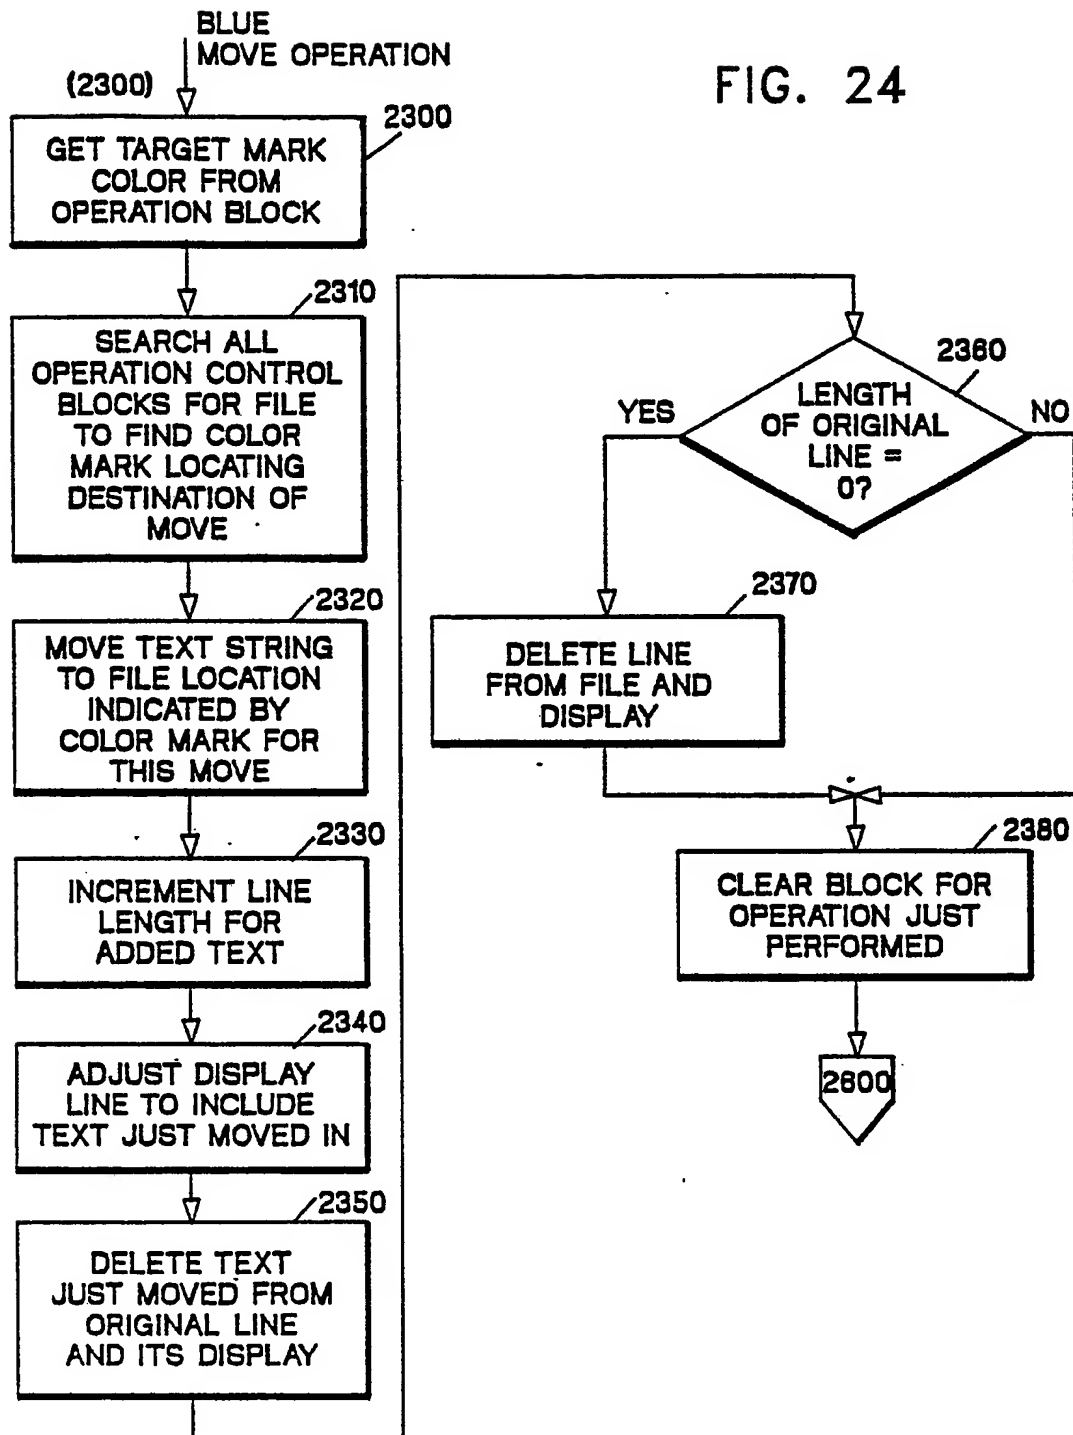 BLUE
MOVE OPERATION
FIG. 24
(2300)
2300
GET TARGET MARK
COLOR FROM
OPERATION BLOCK
2310
SEARCH ALL
OPERATION CONTROL
BLOCKS FOR FILE
TO FIND COLOR
MARK LOCATING
DESTINATION OF
MOVE
2320
MOVE TEXT STRING
TO FILE LOCATION
INDICATED BY
COLOR MARK FOR
THIS MOVE
2330
INCREMENT LINE
LENGTH FOR
ADDED TEXT
2340
ADJUST DISPLAY
LINE TO INCLUDE
TEXT JUST MOVED IN
2350
DELETE TEXT
JUST MOVED FROM
ORIGINAL LINE
AND ITS DISPLAY
2360
YES
NO
LENGTH
OF ORIGINAL
LINE =
0?
2370
DELETE LINE
FROM FILE AND
DISPLAY
2380
CLEAR BLOCK FOR
OPERATION JUST
PERFORMED
2600